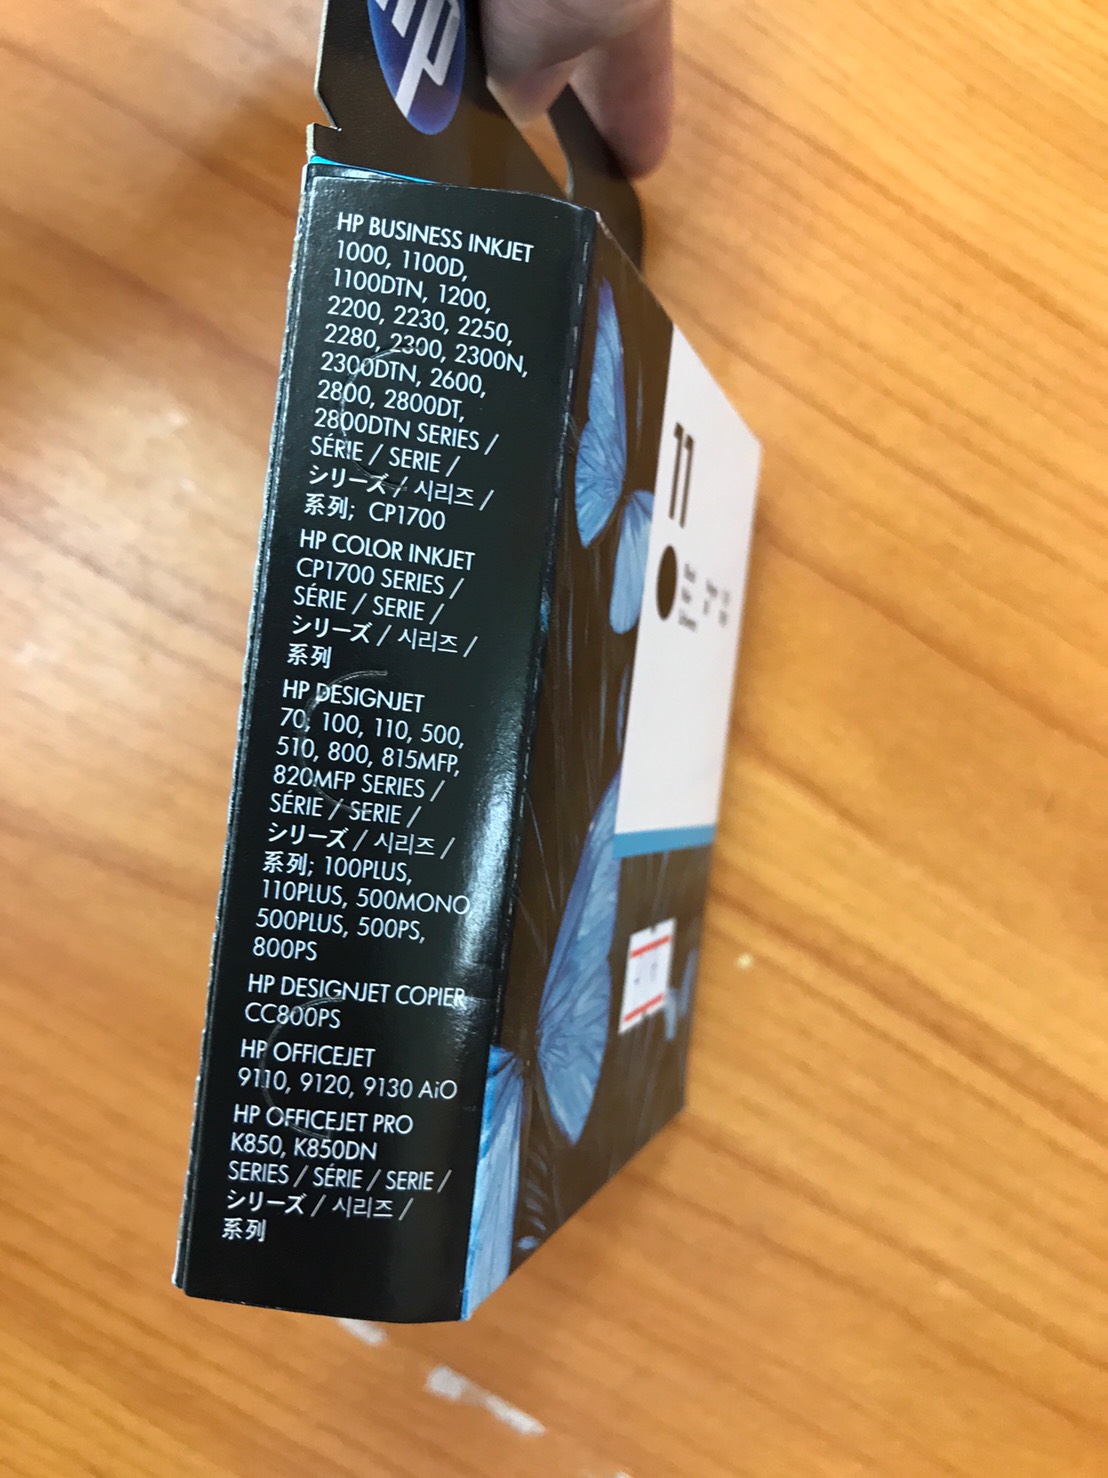 hp
HP BUSINESS INKJET
1000, 1100D,
1100DTN, 1200,
2200, 2230, 2250,
2280, 2300, 2300N,
2300DTN, 2600,
2800, 2800DT,
2800DTN SERIES /
SÉRIE / SERIE /
シリーズ / 시리즈 /
系列; CP1700
HP COLOR INKJET
CP1700 SERIES /
SÉRIE / SERIE /
シリーズ / 시리즈 /
系列
HP DESIGNJET
70, 100, 110, 500,
510, 800, 815MFP,
820MFP SERIES /
SÉRIE / SERIE /
シリーズ / 시리즈 /
系列; 100PLUS,
110PLUS, 500MONO
500PLUS, 500PS,
800PS
HP DESIGNJET COPIER
CC800PS
HP OFFICEJET
9110, 9120, 9130 AiO
HP OFFICEJET PRO
K850, K850DN
SERIES / SÉRIE / SERIE /
シリーズ / 시리즈 /
系列
11